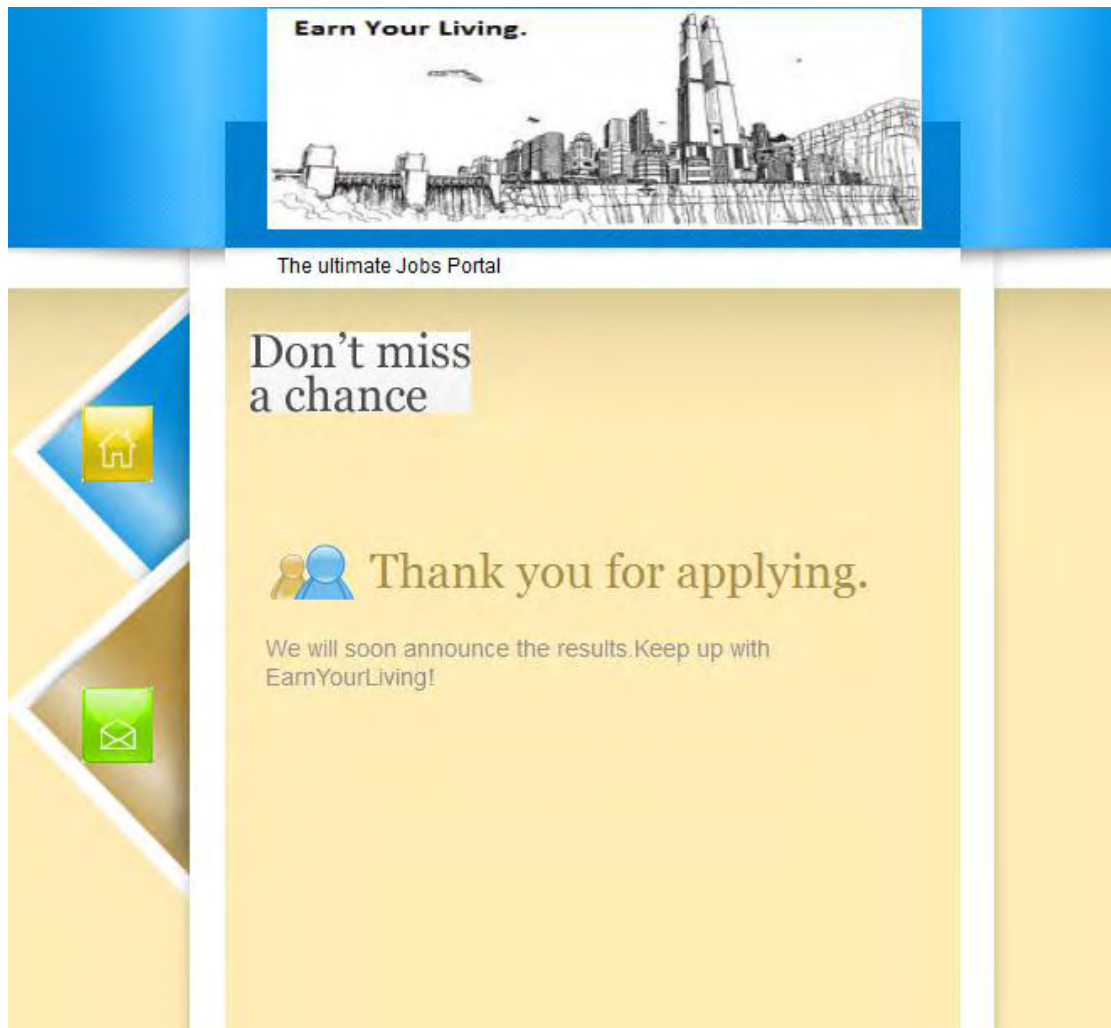 Earn Your Living.
The ultimate Jobs Portal
Don’t miss
a chance
Thank you for applying.
We will soon announce the results.Keep up with
EarnYourLiving!